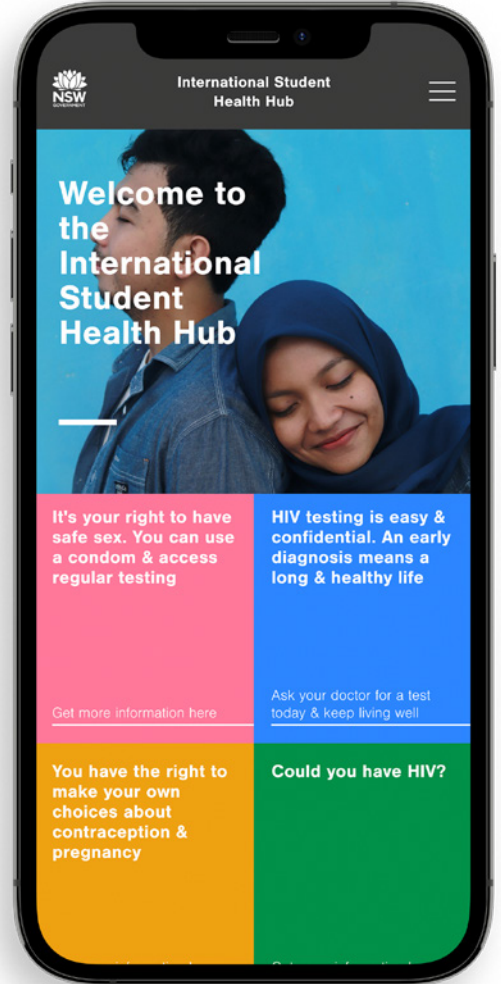 NSW
GOVERNMENT
International Student
Health Hub
Welcome to
the
International
Student
Health Hub
It's your right to have
safe sex. You can use
a condom & access
regular testing
Get more information here
HIV testing is easy &
confidential. An early
diagnosis means a
long & healthy life
Ask your doctor for a test
today & keep living well
You have the right to
make your own
choices about
contraception &
pregnancy
Could you have HIV?